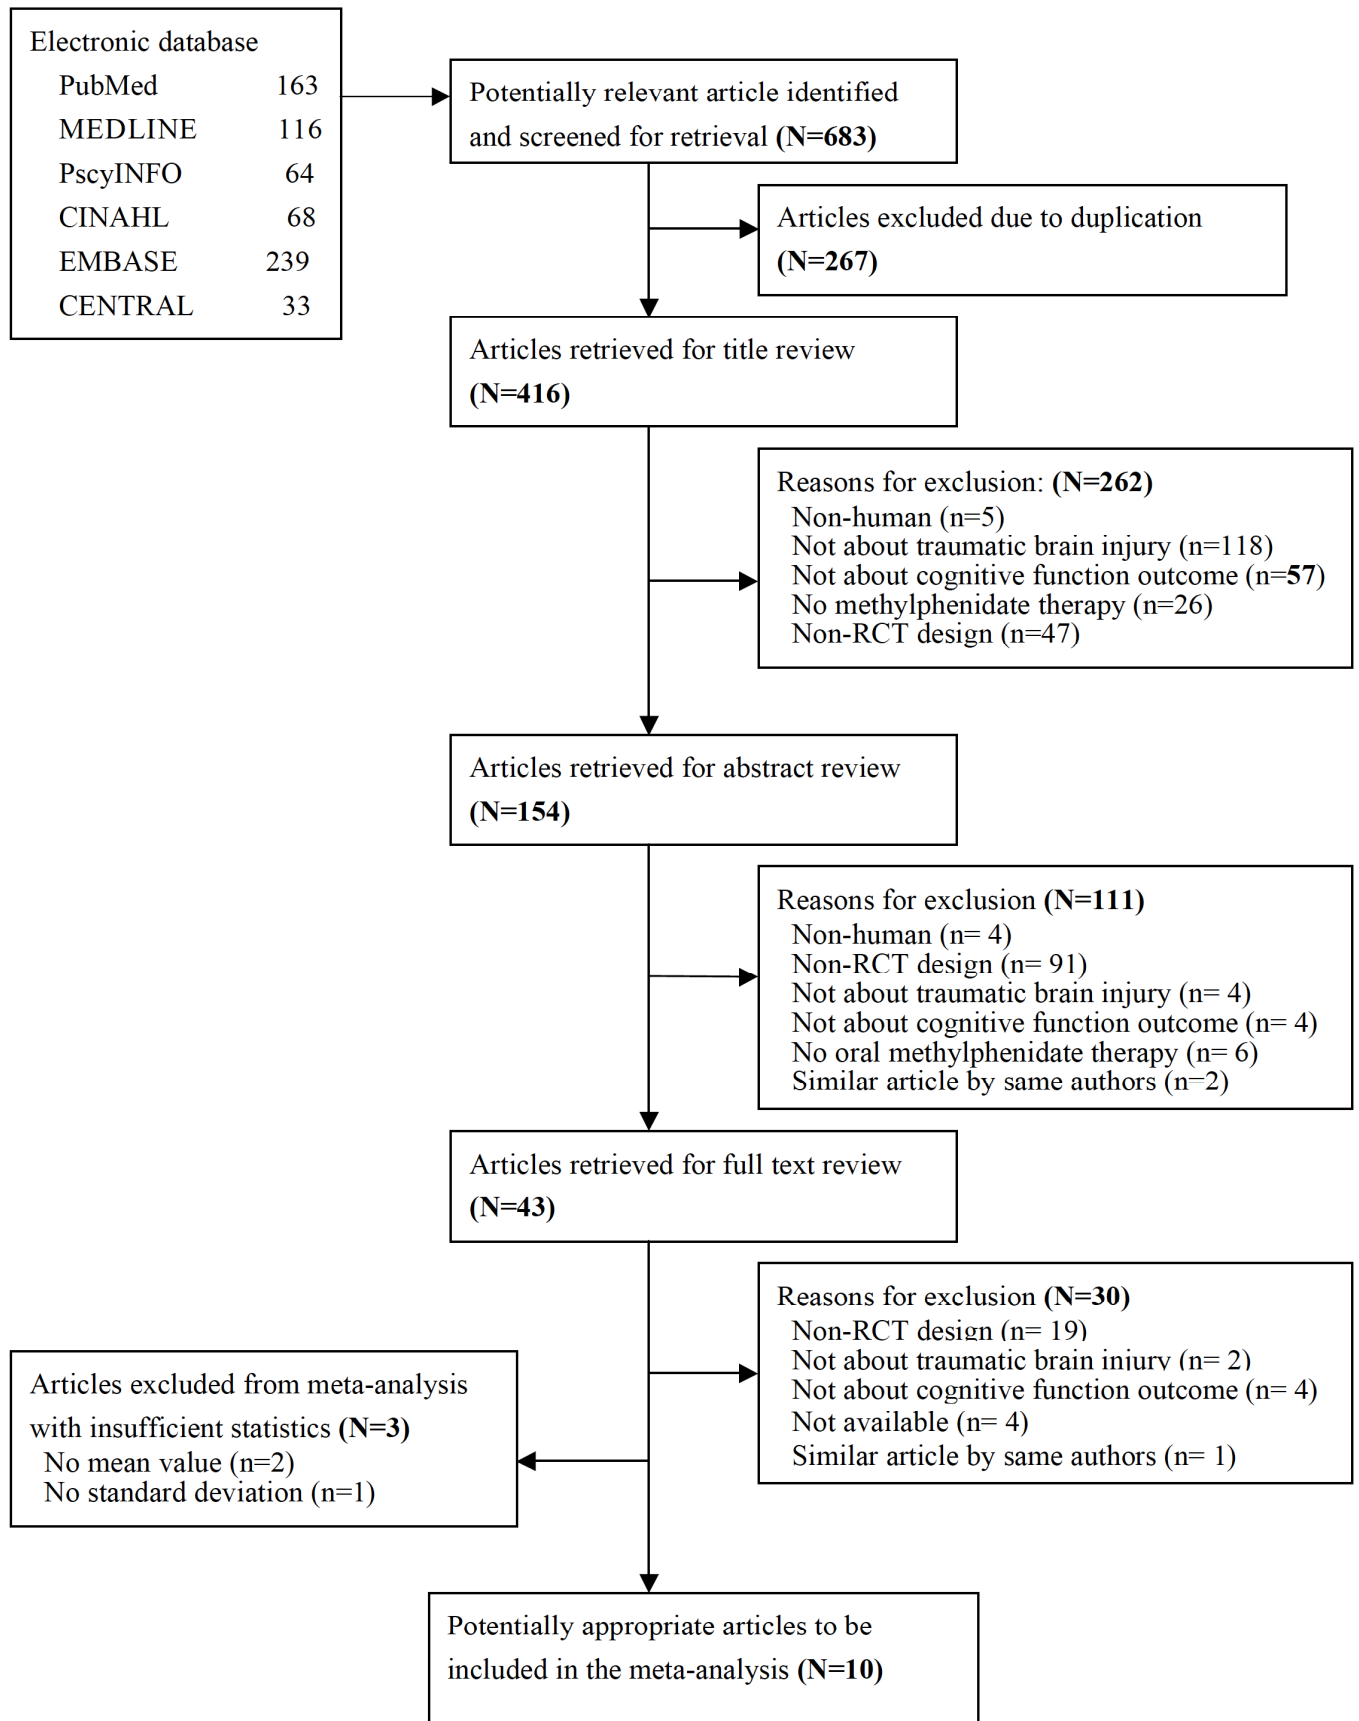 Electronic database
PubMed 163
MEDLINE 116
PscyINFO 64
CINAHL 68
EMBASE 239
CENTRAL 33
Potentially relevant article identified
and screened for retrieval (N=683)
Articles excluded due to duplication
(N=267)
Articles retrieved for title review
(N=416)
Reasons for exclusion: (N=262)
Non-human (n=5)
Not about traumatic brain injury (n=118)
Not about cognitive function outcome (n=57)
No methylphenidate therapy (n=26)
Non-RCT design (n=47)
Articles retrieved for abstract review
(N=154)
Reasons for exclusion (N=111)
Non-human (n= 4)
Non-RCT design (n= 91)
Not about traumatic brain injury (n= 4)
Not about cognitive function outcome (n= 4)
No oral methylphenidate therapy (n= 6)
Similar article by same authors (n=2)
Articles retrieved for full text review
(N=43)
Reasons for exclusion (N=30)
Non-RCT design (n= 19)
Not about traumatic brain injury (n= 2)
Not about cognitive function outcome (n= 4)
Not available (n= 4)
Similar article by same authors (n= 1)
Articles excluded from meta-analysis
with insufficient statistics (N=3)
No mean value (n=2)
No standard deviation (n=1)
Potentially appropriate articles to be
included in the meta-analysis (N=10)